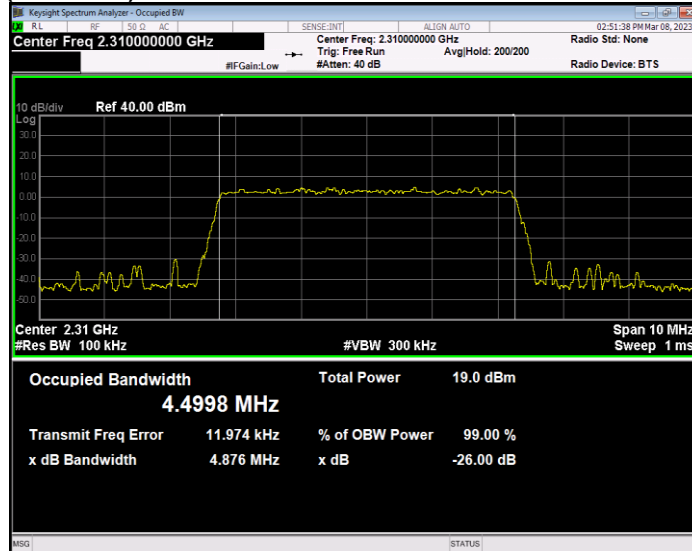 Keysight Spectrum Analyzer - Occupied BW
RL RF 50 Ω AC SENSE:INT ALIGN AUTO 02:51:38 PM Mar 08, 2023
Center Freq 2.310000000 GHz Center Freq: 2.310000000 GHz Radio Std: None
Trig: Free Run Avg|Hold: 200/200
#IFGain:Low #Atten: 40 dB Radio Device: BTS
10 dB/div Ref 40.00 dBm
Log
30.0
20.0
10.0
0.00
-10.0
-20.0
-30.0
-40.0
-50.0
Center 2.31 GHz Span 10 MHz
#Res BW 100 kHz #VBW 300 kHz Sweep 1 ms
Occupied Bandwidth Total Power 19.0 dBm
4.4998 MHz
Transmit Freq Error 11.974 kHz % of OBW Power 99.00 %
x dB Bandwidth 4.876 MHz x dB -26.00 dB
MSG STATUS